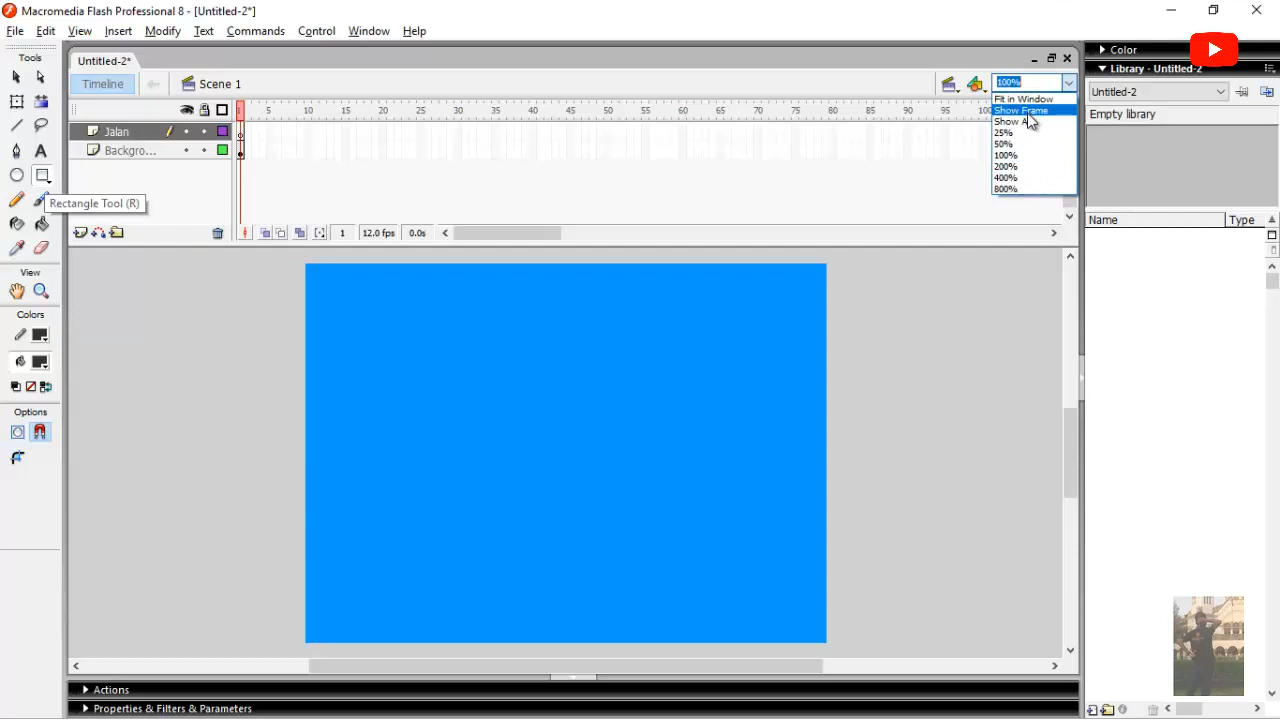 Macromedia Flash Professional 8 - [Untitled-2*]
File Edit View Insert Modify Text Commands Control Window Help
Tools
Untitled-2*
Color
Library - Untitled-2
Timeline
Scene 1
100%
Untitled-2
Fit in Window
Show Frame
Show A
25%
50%
100%
200%
400%
800%
1 5 10 15 20 25 30 35 40 45 50 55 60 65 70 75 80 85 90 95 100
Empty library
Jalan
Backgro...
Rectangle Tool (R)
Name Type
1 12.0 fps 0.0s
View
Colors
Options
Actions
Properties & Filters & Parameters